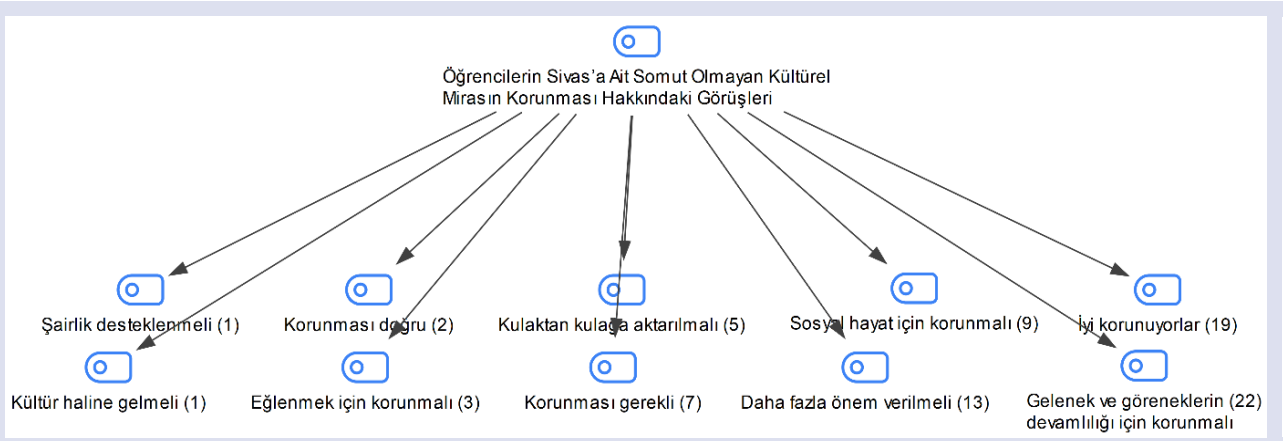 Öğrencilerin Sivas'a Ait Somut Olmayan Kültürel
Mirasın Korunması Hakkındaki Görüşleri
Şairlik desteklenmeli (1)
Korunması doğru (2)
Kulaktan kulağa aktarılmalı (5)
Sosyal hayat için korunmalı (9)
İyi korunuyorlar (19)
Kültür haline gelmeli (1)
Eğlenmek için korunmalı (3)
Korunması gerekli (7)
Daha fazla önem verilmeli (13)
Gelenek ve göreneklerin (22)
devamlılığı için korunmalı